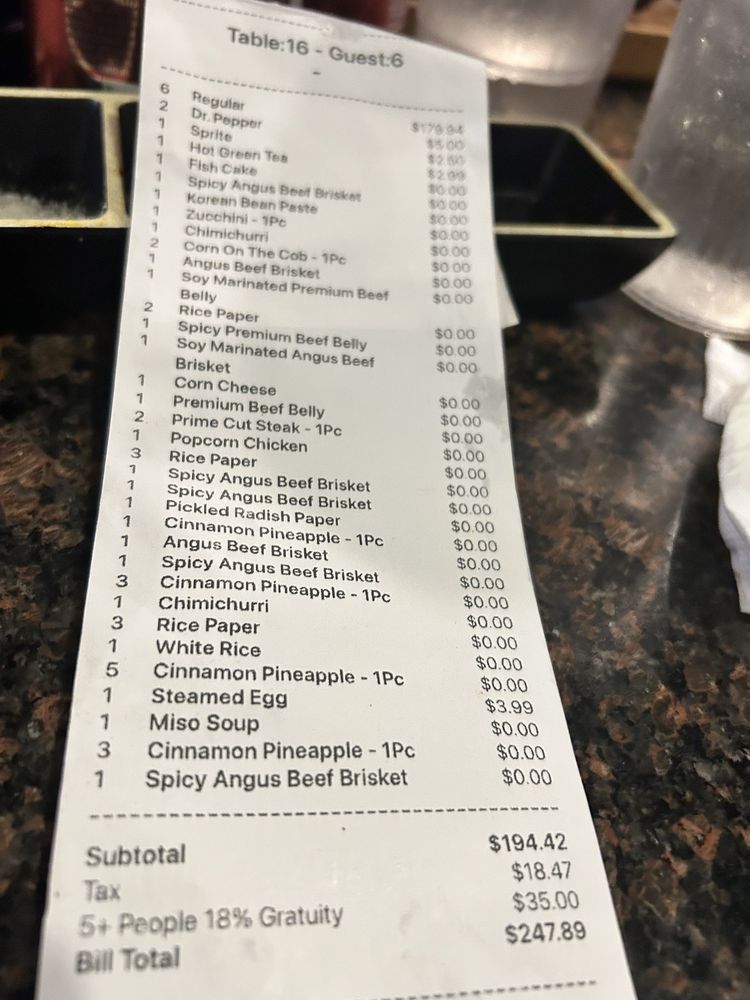 Table:16 - Guest:6
-
6 Regular $179.94
2 Dr. Pepper $5.00
1 Sprite $2.50
1 Hot Green Tea $2.99
1 Fish Cake $0.00
1 Spicy Angus Beef Brisket $0.00
1 Korean Bean Paste $0.00
1 Zucchini - 1Pc $0.00
1 Chimichurri $0.00
2 Corn On The Cob - 1Pc $0.00
1 Angus Beef Brisket $0.00
1 Soy Marinated Premium Beef $0.00
Belly
2 Rice Paper $0.00
1 Spicy Premium Beef Belly $0.00
1 Soy Marinated Angus Beef $0.00
Brisket
1 Corn Cheese $0.00
1 Premium Beef Belly $0.00
2 Prime Cut Steak - 1Pc $0.00
1 Popcorn Chicken $0.00
3 Rice Paper $0.00
1 Spicy Angus Beef Brisket $0.00
1 Spicy Angus Beef Brisket $0.00
1 Pickled Radish Paper $0.00
1 Cinnamon Pineapple - 1Pc $0.00
1 Angus Beef Brisket $0.00
1 Spicy Angus Beef Brisket $0.00
3 Cinnamon Pineapple - 1Pc $0.00
1 Chimichurri $0.00
3 Rice Paper $0.00
1 White Rice $0.00
5 Cinnamon Pineapple - 1Pc $0.00
1 Steamed Egg $3.99
1 Miso Soup $0.00
3 Cinnamon Pineapple - 1Pc $0.00
1 Spicy Angus Beef Brisket $0.00
Subtotal $194.42
Tax $18.47
5+ People 18% Gratuity $35.00
Bill Total $247.89